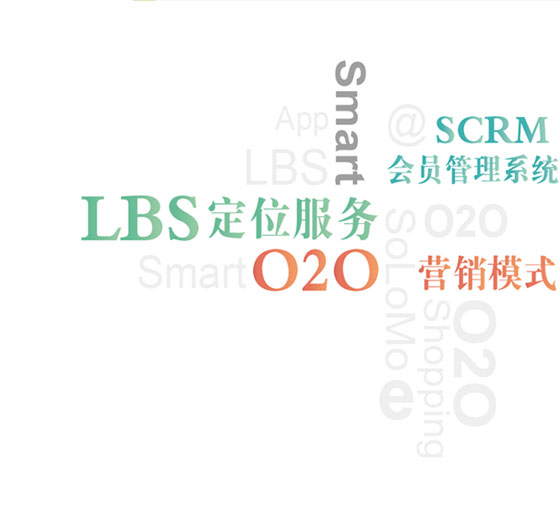 Smart
App
@
SCRM
LBS
会员管理系统
LBS定位服务
O2O
SoLoMo
Smart
O2O
营销模式
Shopping
O2O
e